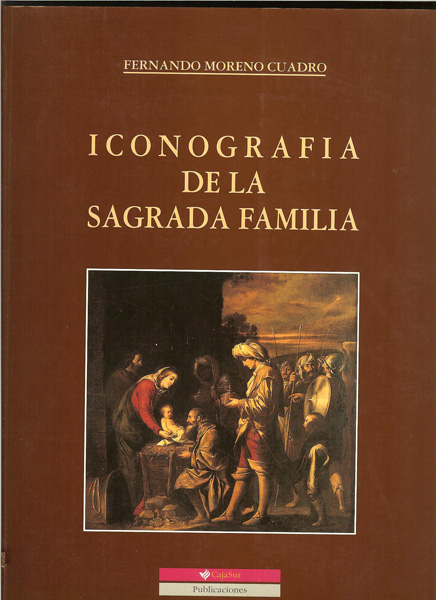 FERNANDO MORENO CUADRO
ICONOGRAFIA
DE LA
SAGRADA FAMILIA
CajaSur
Publicaciones